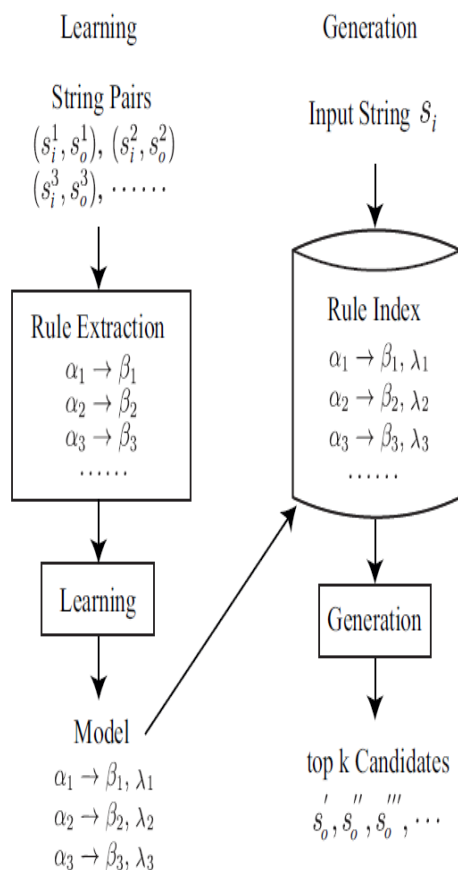 Learning
String Pairs
(s_i^1, s_o^1), (s_i^2, s_o^2)
(s_i^3, s_o^3), ······
Rule Extraction
α₁ → β₁
α₂ → β₂
α₃ → β₃
······
Learning
Model
α₁ → β₁, λ₁
α₂ → β₂, λ₂
α₃ → β₃, λ₃
Generation
Input String s_i
Rule Index
α₁ → β₁, λ₁
α₂ → β₂, λ₂
α₃ → β₃, λ₃
······
Generation
top k Candidates
s_o^', s_o^'', s_o^''', ···